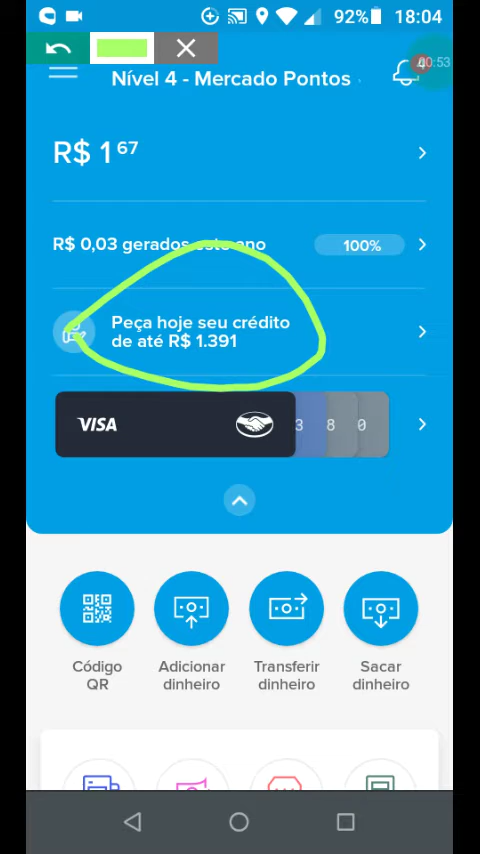 92% 18:04
Nível 4 - Mercado Pontos
4
00:53
R$ 1 67
R$ 0,03 gerados este ano
100%
Peça hoje seu crédito
de até R$ 1.391
VISA
3 8 0
Código
QR
Adicionar
dinheiro
Transferir
dinheiro
Sacar
dinheiro